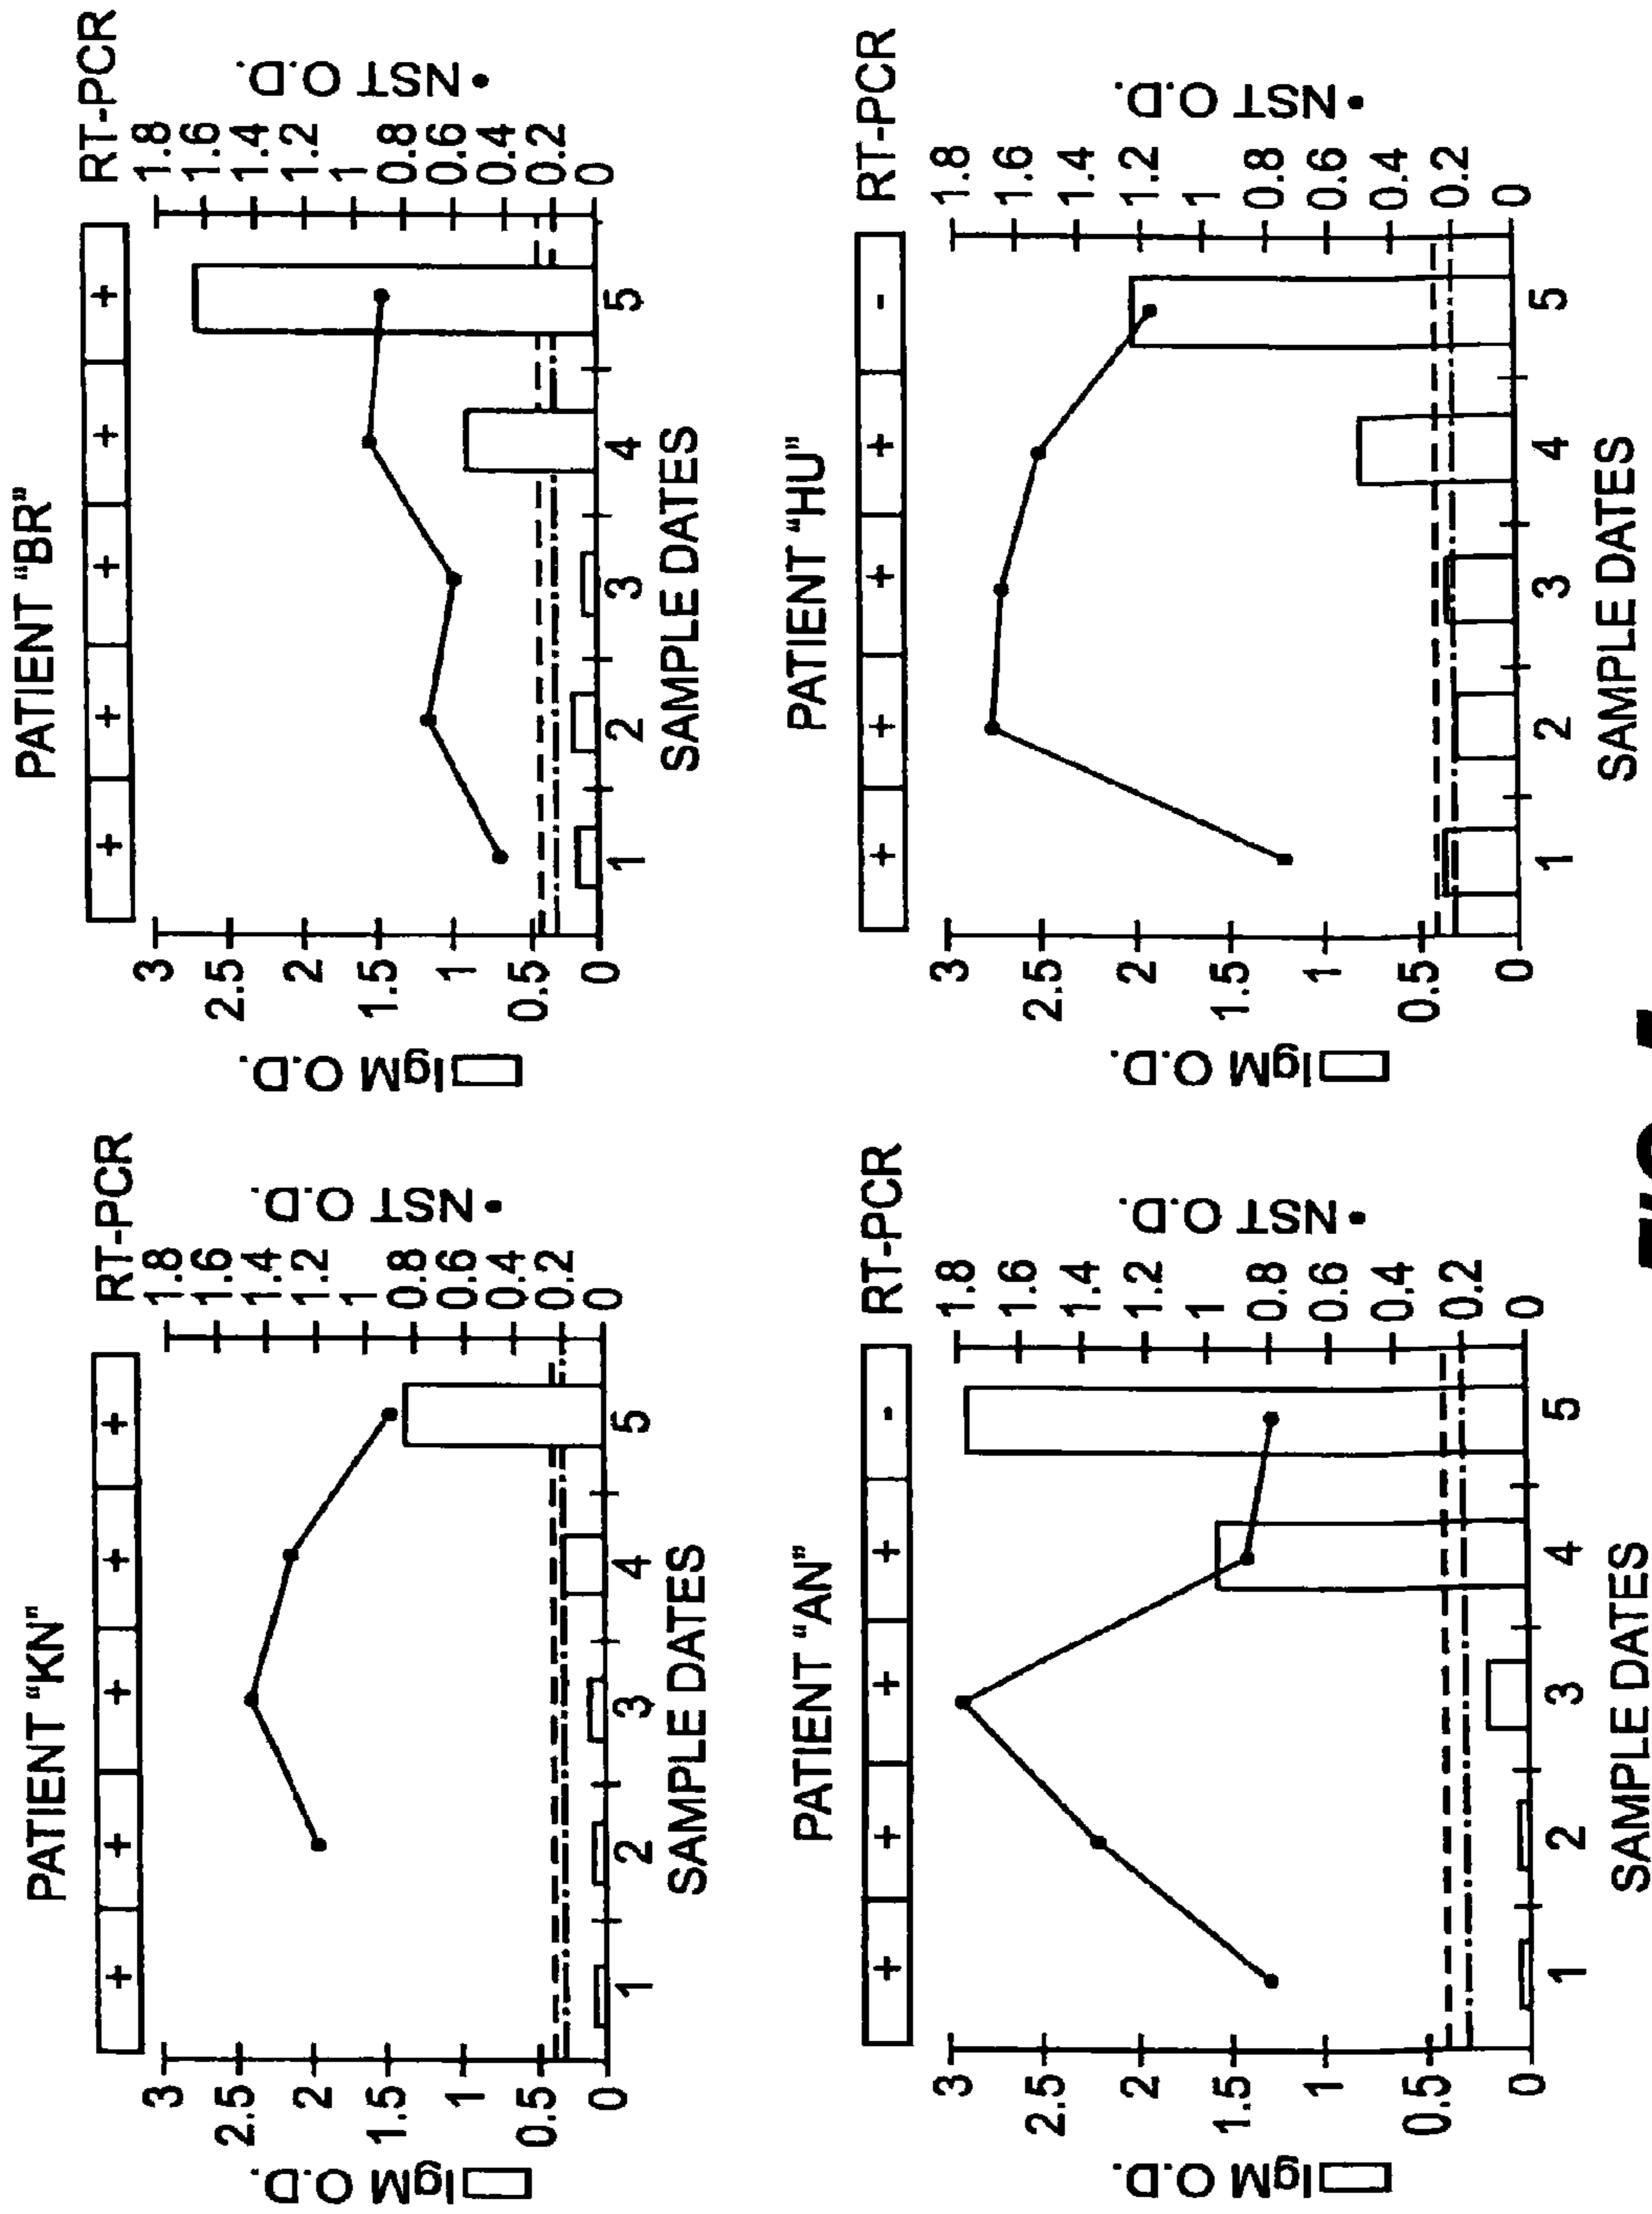 PATIENT "KN"
+ + + + + RT-PCR
3
2.5
2
1.5
1
0.5
0
IgM O.D.
1.8
1.6
1.4
1.2
1
0.8
0.6
0.4
0.2
0
• NST O.D.
1 2 3 4 5
SAMPLE DATES
PATIENT "BR"
+ + + + + RT-PCR
3
2.5
2
1.5
1
0.5
0
IgM O.D.
1.8
1.6
1.4
1.2
1
0.8
0.6
0.4
0.2
0
• NST O.D.
1 2 3 4 5
SAMPLE DATES
PATIENT "AN"
+ + + + - RT-PCR
3
2.5
2
1.5
1
0.5
0
IgM O.D.
1.8
1.6
1.4
1.2
1
0.8
0.6
0.4
0.2
0
• NST O.D.
1 2 3 4 5
SAMPLE DATES
PATIENT "HU"
+ + + + - RT-PCR
3
2.5
2
1.5
1
0.5
0
IgM O.D.
1.8
1.6
1.4
1.2
1
0.8
0.6
0.4
0.2
0
• NST O.D.
1 2 3 4 5
SAMPLE DATES